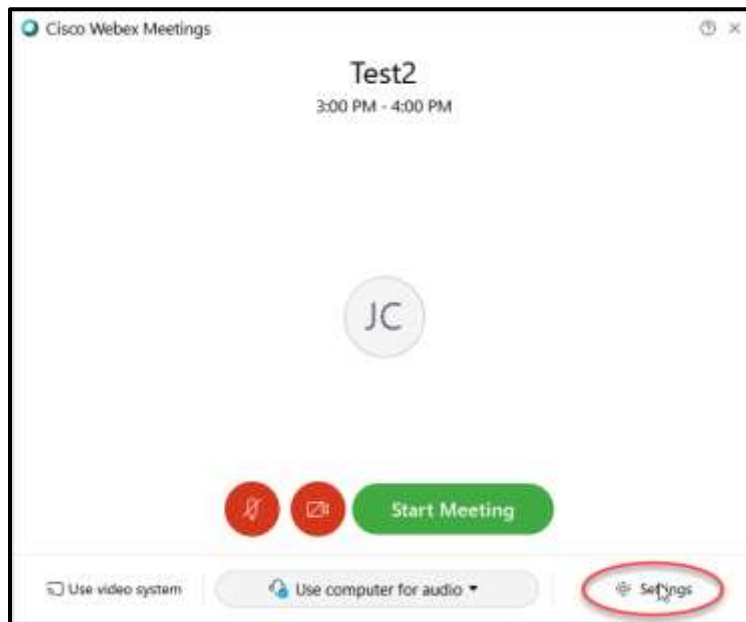 Cisco Webex Meetings
Test2
3:00 PM - 4:00 PM
JC
Start Meeting
Use video system
Use computer for audio
Settings